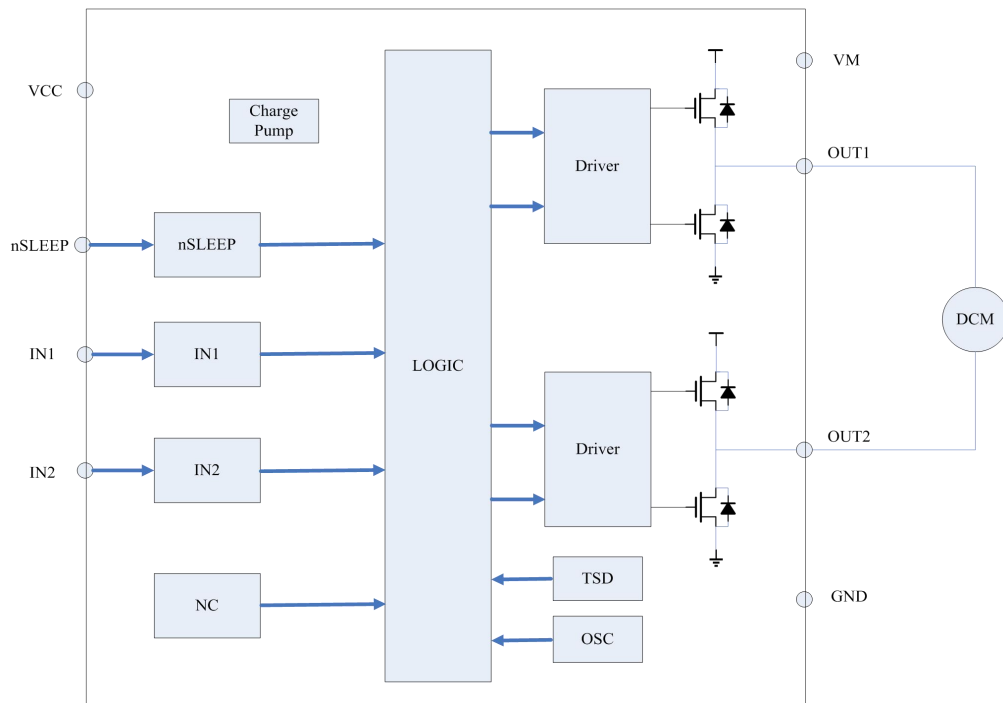 VCC
Charge
Pump
nSLEEP
nSLEEP
IN1
IN1
IN2
IN2
NC
LOGIC
Driver
Driver
TSD
OSC
VM
OUT1
DCM
OUT2
GND